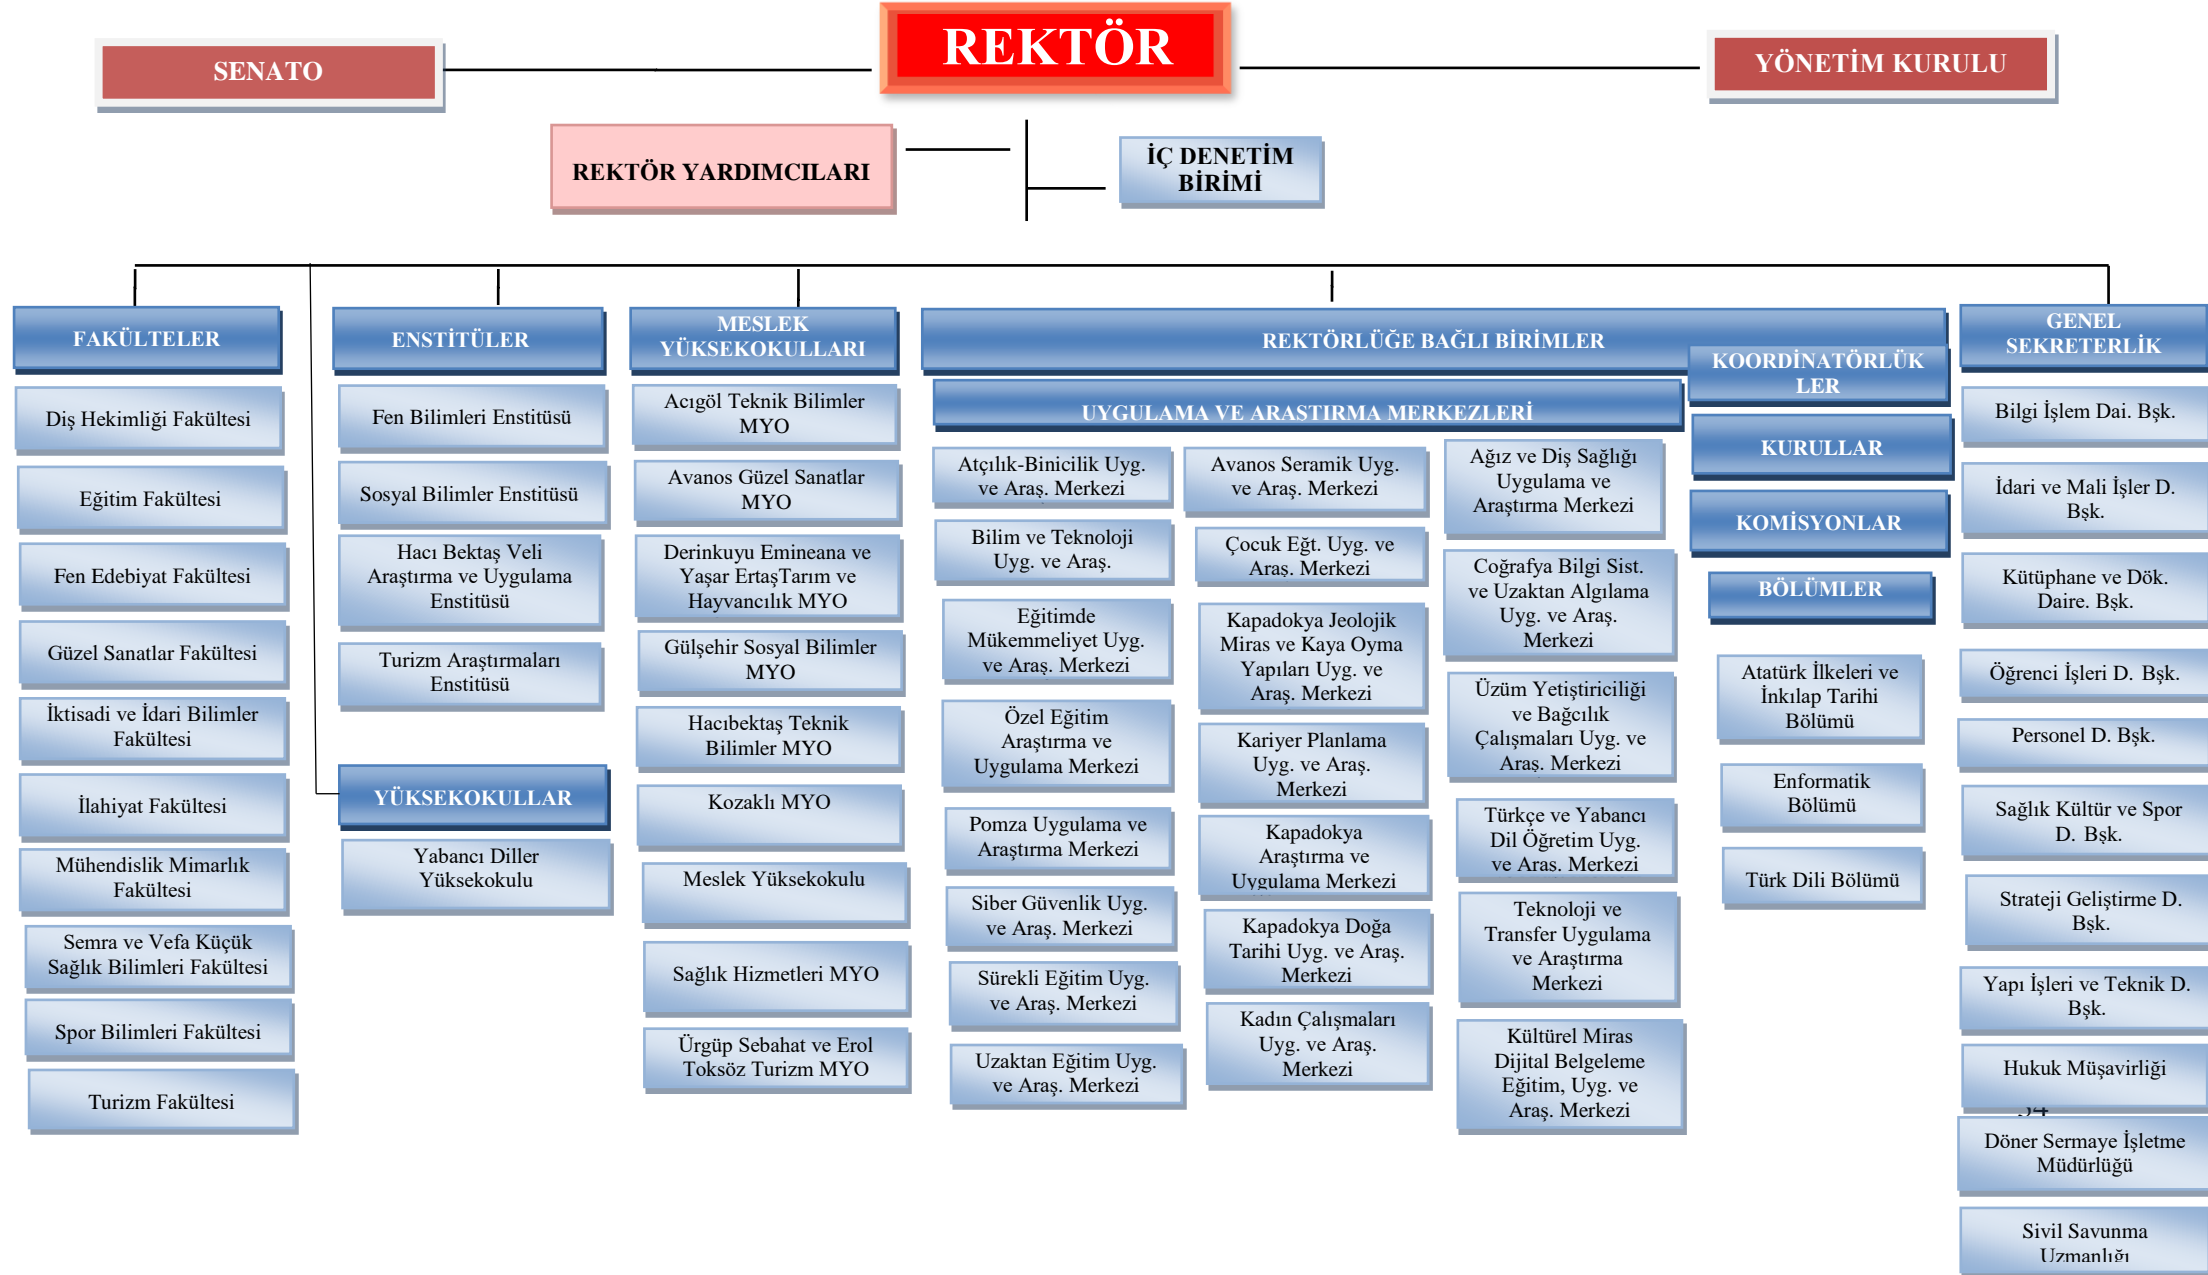 REKTÖR
SENATO
YÖNETİM KURULU
REKTÖR YARDIMCILARI
İÇ DENETİM
BİRİMİ
FAKÜLTELER
Diş Hekimliği Fakültesi
Eğitim Fakültesi
Fen Edebiyat Fakültesi
Güzel Sanatlar Fakültesi
İktisadi ve İdari Bilimler
Fakültesi
İlahiyat Fakültesi
Mühendislik Mimarlık
Fakültesi
Semra ve Vefa Küçük
Sağlık Bilimleri Fakültesi
Spor Bilimleri Fakültesi
Turizm Fakültesi
ENSTİTÜLER
Fen Bilimleri Enstitüsü
Sosyal Bilimler Enstitüsü
Hacı Bektaş Veli
Araştırma ve Uygulama
Enstitüsü
Turizm Araştırmaları
Enstitüsü
YÜKSEKOKULLAR
Yabancı Diller
Yüksekokulu
MESLEK
YÜKSEKOKULLARI
Acıgöl Teknik Bilimler
MYO
Avanos Güzel Sanatlar
MYO
Derinkuyu Emineana ve
Yaşar ErtaşTarım ve
Hayvancılık MYO
Gülşehir Sosyal Bilimler
MYO
Hacıbektaş Teknik
Bilimler MYO
Kozaklı MYO
Meslek Yüksekokulu
Sağlık Hizmetleri MYO
Ürgüp Sebahat ve Erol
Toksöz Turizm MYO
REKTÖRLÜĞE BAĞLI BİRİMLER
UYGULAMA VE ARASTIRMA MERKEZLERİ
Atçılık-Binicilik Uyg.
ve Araş. Merkezi
Bilim ve Teknoloji
Uyg. ve Araş.
Eğitimde
Mükemmeliyet Uyg.
ve Araş. Merkezi
Özel Eğitim
Araştırma ve
Uygulama Merkezi
Pomza Uygulama ve
Araştırma Merkezi
Siber Güvenlik Uyg.
ve Araş. Merkezi
Sürekli Eğitim Uyg.
ve Araş. Merkezi
Uzaktan Eğitim Uyg.
ve Araş. Merkezi
Avanos Seramik Uyg.
ve Araş. Merkezi
Çocuk Eğt. Uyg. ve
Araş. Merkezi
Kapadokya Jeolojik
Miras ve Kaya Oyma
Yapıları Uyg. ve
Araş. Merkezi
Kariyer Planlama
Uyg. ve Araş.
Merkezi
Kapadokya
Araştırma ve
Uygulama Merkezi
Kapadokya Doğa
Tarihi Uyg. ve Araş.
Merkezi
Kadın Çalışmaları
Uyg. ve Araş.
Merkezi
Ağız ve Diş Sağlığı
Uygulama ve
Araştırma Merkezi
Coğrafya Bilgi Sist.
ve Uzaktan Algılama
Uyg. ve Araş.
Merkezi
Üzüm Yetiştiriciliği
ve Bağcılık
Çalışmaları Uyg. ve
Araş. Merkezi
Türkçe ve Yabancı
Dil Öğretim Uyg.
ve Aras. Merkezi
Teknoloji ve
Transfer Uygulama
ve Araştırma
Merkezi
Kültürel Miras
Dijital Belgeleme
Eğitim, Uyg. ve
Araş. Merkezi
KOORDİNATÖRLÜK
LER
KURULLAR
KOMİSYONLAR
BÖLÜMLER
Atatürk İlkeleri ve
İnkılap Tarihi
Bölümü
Enformatik
Bölümü
Türk Dili Bölümü
GENEL
SEKRETERLİK
Bilgi İşlem Dai. Bşk.
İdari ve Mali İşler D.
Bşk.
Kütüphane ve Dök.
Daire. Bşk.
Öğrenci İşleri D. Bşk.
Personel D. Bşk.
Sağlık Kültür ve Spor
D. Bşk.
Strateji Geliştirme D.
Bşk.
Yapı İşleri ve Teknik D.
Bşk.
Hukuk Müşavirliği
Döner Sermaye İşletme
Müdürlüğü
Sivil Savunma
Uzmanlığı